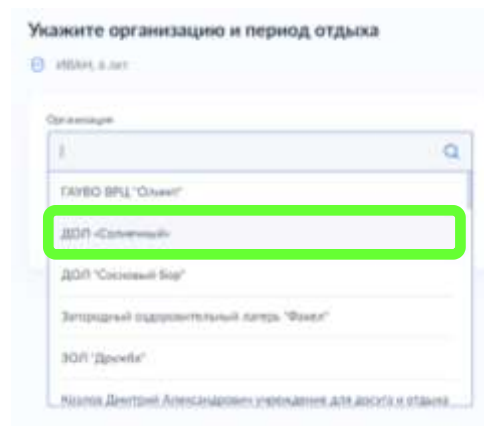 Укажите организацию и период отдыха
ИВАН, 8 лет
Организация
ГАУВО ВРЦ "Олимп"
ДОЛ «Солнечный»
ДОЛ "Сосновый бор"
Загородный оздоровительный лагерь "Факел"
ЗОЛ "Дружба"
Козлов Дмитрий Александрович учреждение для досуга и отдыха